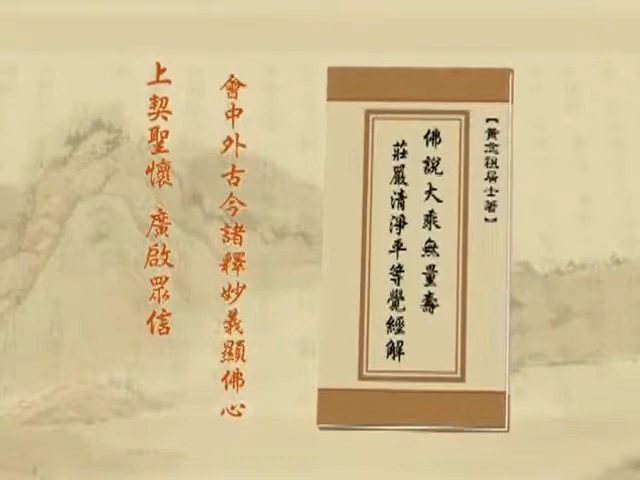 【黃念祖居士著】
佛說大乘無量壽
莊嚴清淨平等覺經解
會中外古今諸釋妙義顯佛心
上契聖懷 廣啟眾信